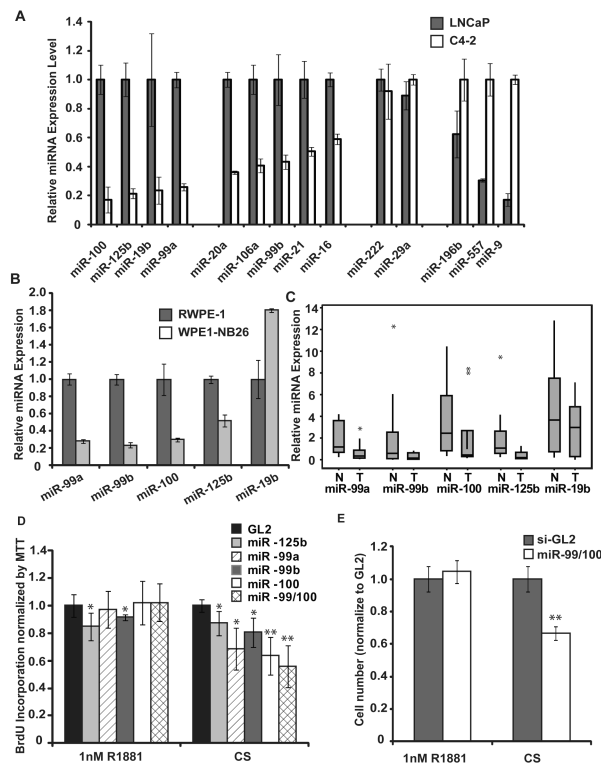 A
Relative miRNA Expression Level
1.4
1.2
1.0
0.8
0.6
0.4
0.2
0
LNCaP
C4-2
miR-100
miR-125b
miR-19b
miR-99a
miR-20a
miR-106a
miR-99b
miR-21
miR-16
miR-222
miR-29a
miR-196b
miR-557
miR-9
B
Relative miRNA Expression
2.0
1.8
1.6
1.4
1.2
1.0
0.8
0.6
0.4
0.2
0.0
RWPE-1
WPE1-NB26
miR-99a
miR-99b
miR-100
miR-125b
miR-19b
C
Relative miRNA Expression
14
12
10
8
6
4
2
0
*
*
*
*
*
N T N T N T N T N T
miR-99a miR-99b miR-100 miR-125b miR-19b
D
BrdU Incorporation normalized by MTT
1.4
1.2
1.0
0.8
0.6
0.4
0.2
0
GL2
miR -125b
miR -99a
miR -99b
miR -100
miR -99/100
* * * * * ** **
1nM R1881 CS
E
Cell number (normalize to GL2)
1.2
1.0
0.8
0.6
0.4
0.2
0
si-GL2
miR-99/100
**
1nM R1881 CS